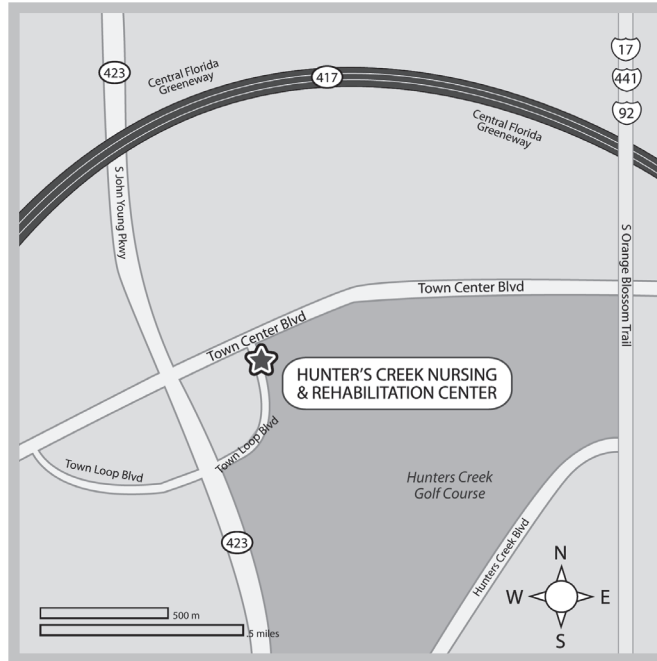 17
441
92
423
417
Central Florida
Greeneway
Central Florida
Greeneway
S John Young Pkwy
S Orange Blossom Trail
Town Center Blvd
Town Center Blvd
HUNTER'S CREEK NURSING
& REHABILITATION CENTER
Town Loop Blvd
Town Loop Blvd
Hunters Creek
Golf Course
Hunters Creek Blvd
423
N
W
E
S
500 m
.5 miles